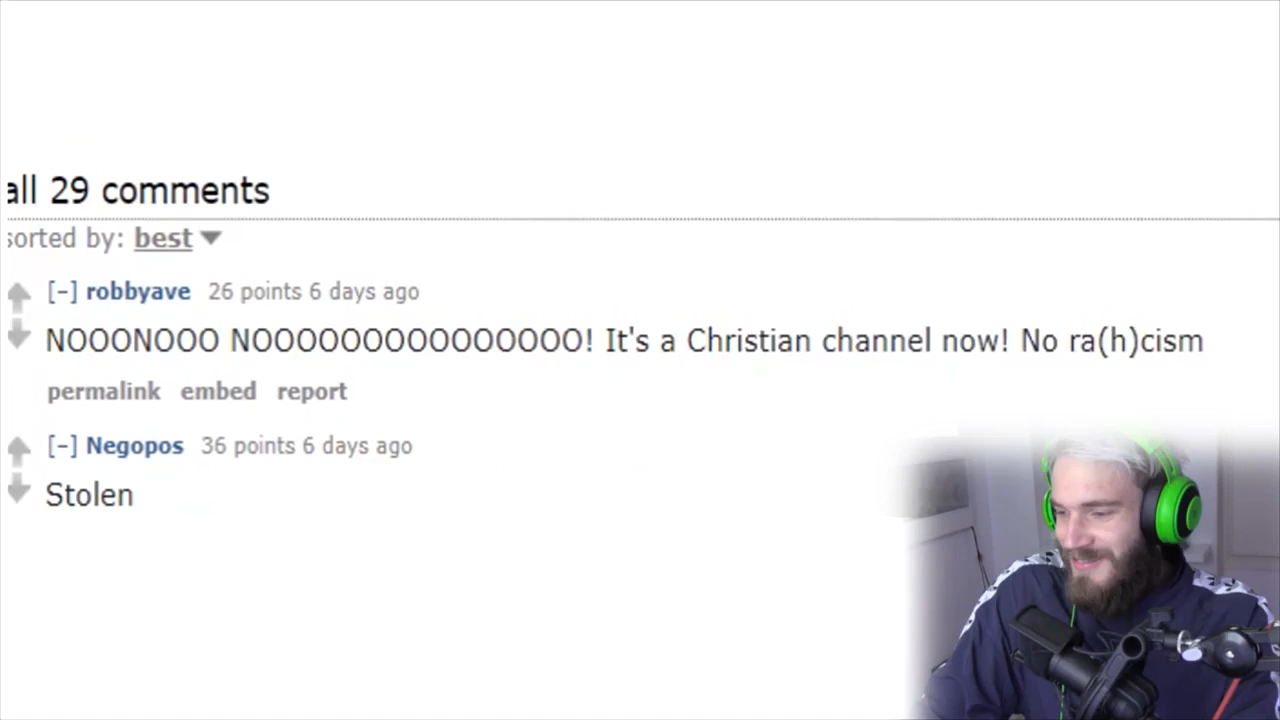 all 29 comments
sorted by: best
[-] robbyave 26 points 6 days ago
NOOONOOO NOOOOOOOOOOOOOOO! It's a Christian channel now! No ra(h)cism
permalink embed report
[-] Negopos 36 points 6 days ago
Stolen